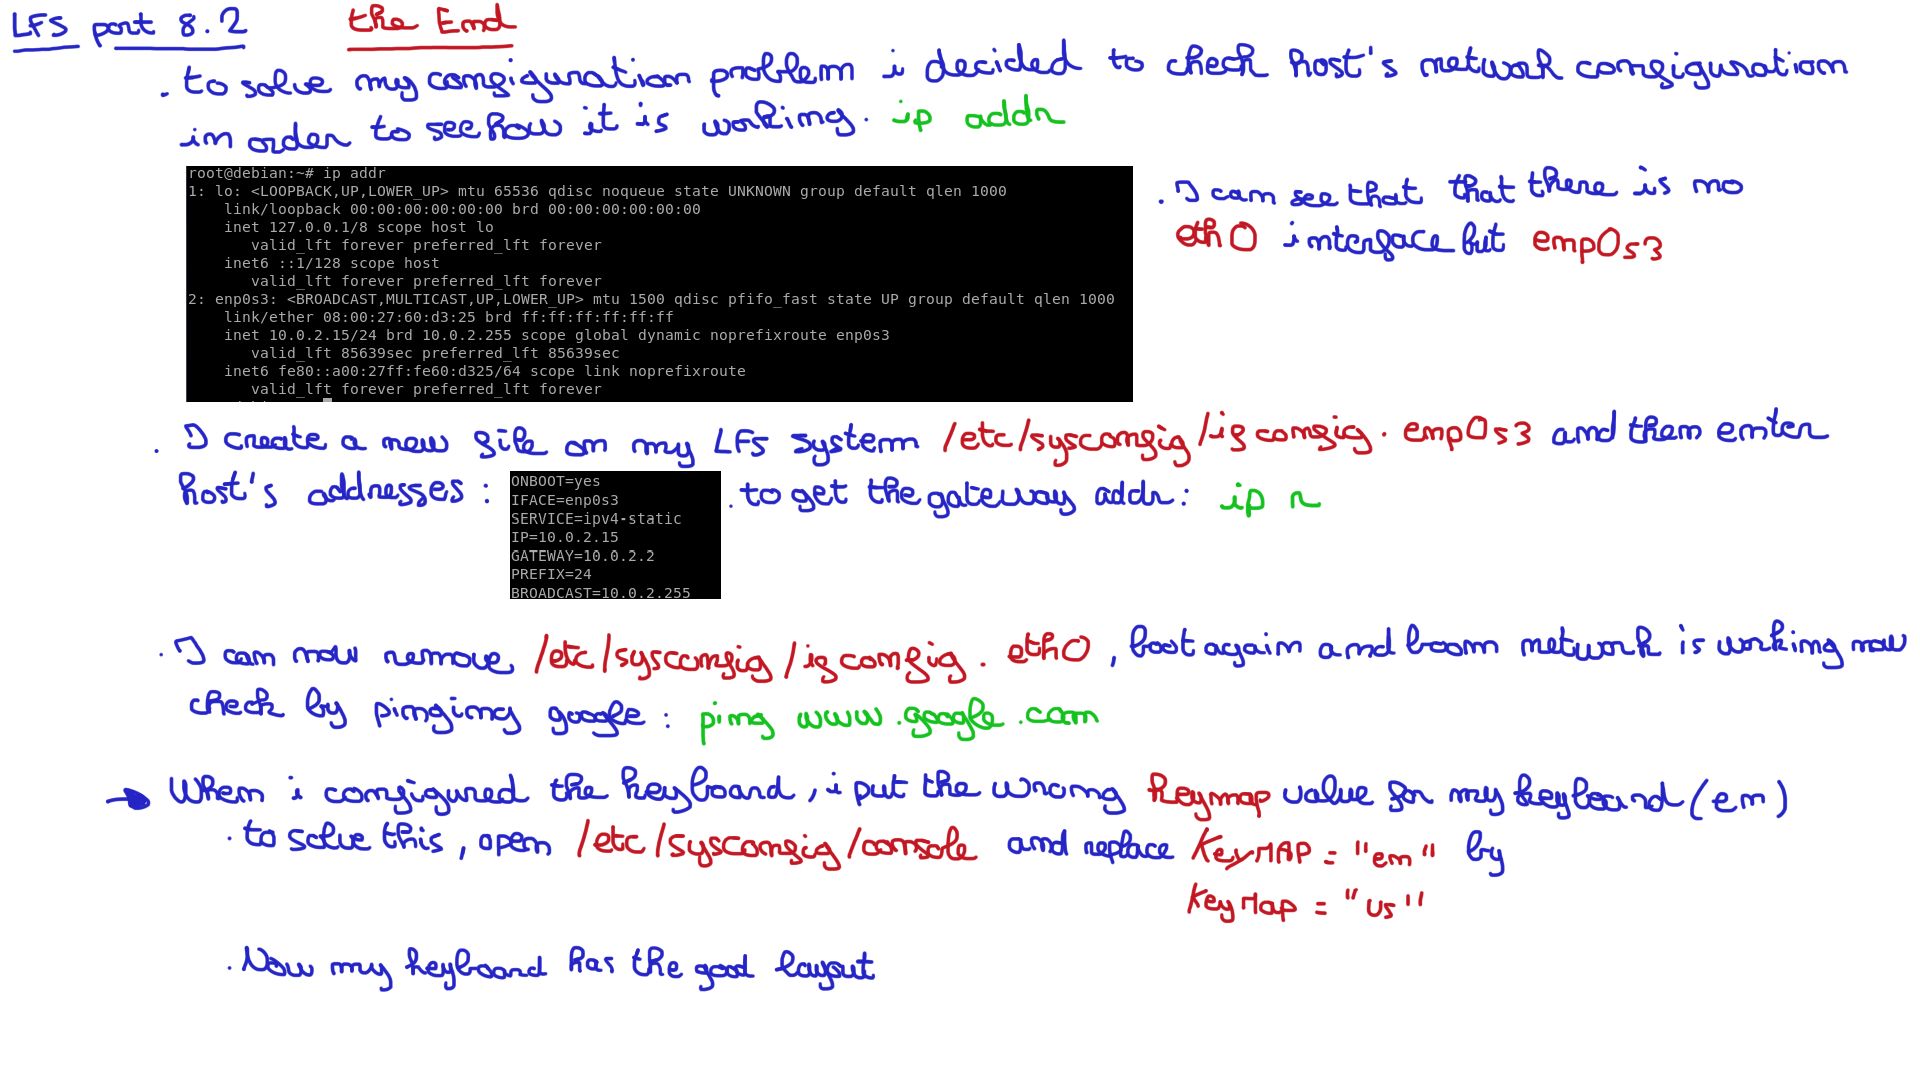 LFS part 8.2 the End
. to solve my configuration problem i decided to check host's network configuration
in order to see how it is working. ip addr
root@debian:~# ip addr
1: lo: <LOOPBACK,UP,LOWER_UP> mtu 65536 qdisc noqueue state UNKNOWN group default qlen 1000
link/loopback 00:00:00:00:00:00 brd 00:00:00:00:00:00
inet 127.0.0.1/8 scope host lo
valid_lft forever preferred_lft forever
inet6 ::1/128 scope host
valid_lft forever preferred_lft forever
2: enp0s3: <BROADCAST,MULTICAST,UP,LOWER_UP> mtu 1500 qdisc pfifo_fast state UP group default qlen 1000
link/ether 08:00:27:60:d3:25 brd ff:ff:ff:ff:ff:ff
inet 10.0.2.15/24 brd 10.0.2.255 scope global dynamic noprefixroute enp0s3
valid_lft 85639sec preferred_lft 85639sec
inet6 fe80::a00:27ff:fe60:d325/64 scope link noprefixroute
valid_lft forever preferred_lft forever
. I can see that that there is no
eth0 interface but enp0s3
. I create a new file on my LFS system /etc/sysconfig/ifconfig.enp0s3 and then enter
host's addresses :
ONBOOT=yes
IFACE=enp0s3
SERVICE=ipv4-static
IP=10.0.2.15
GATEWAY=10.0.2.2
PREFIX=24
BROADCAST=10.0.2.255
. to get the gateway addr: ip r
. I can now remove /etc/sysconfig/ifconfig.eth0, boot again and boom network is working now
check by pinging google : ping www.google.com
→ When i configured the keyboard, i put the wrong keymap value for my keyboard (en)
. to solve this, open /etc/sysconfig/console and replace KeyMAP = "en" by
KeyMap = "us"
. Now my keyboard has the good layout